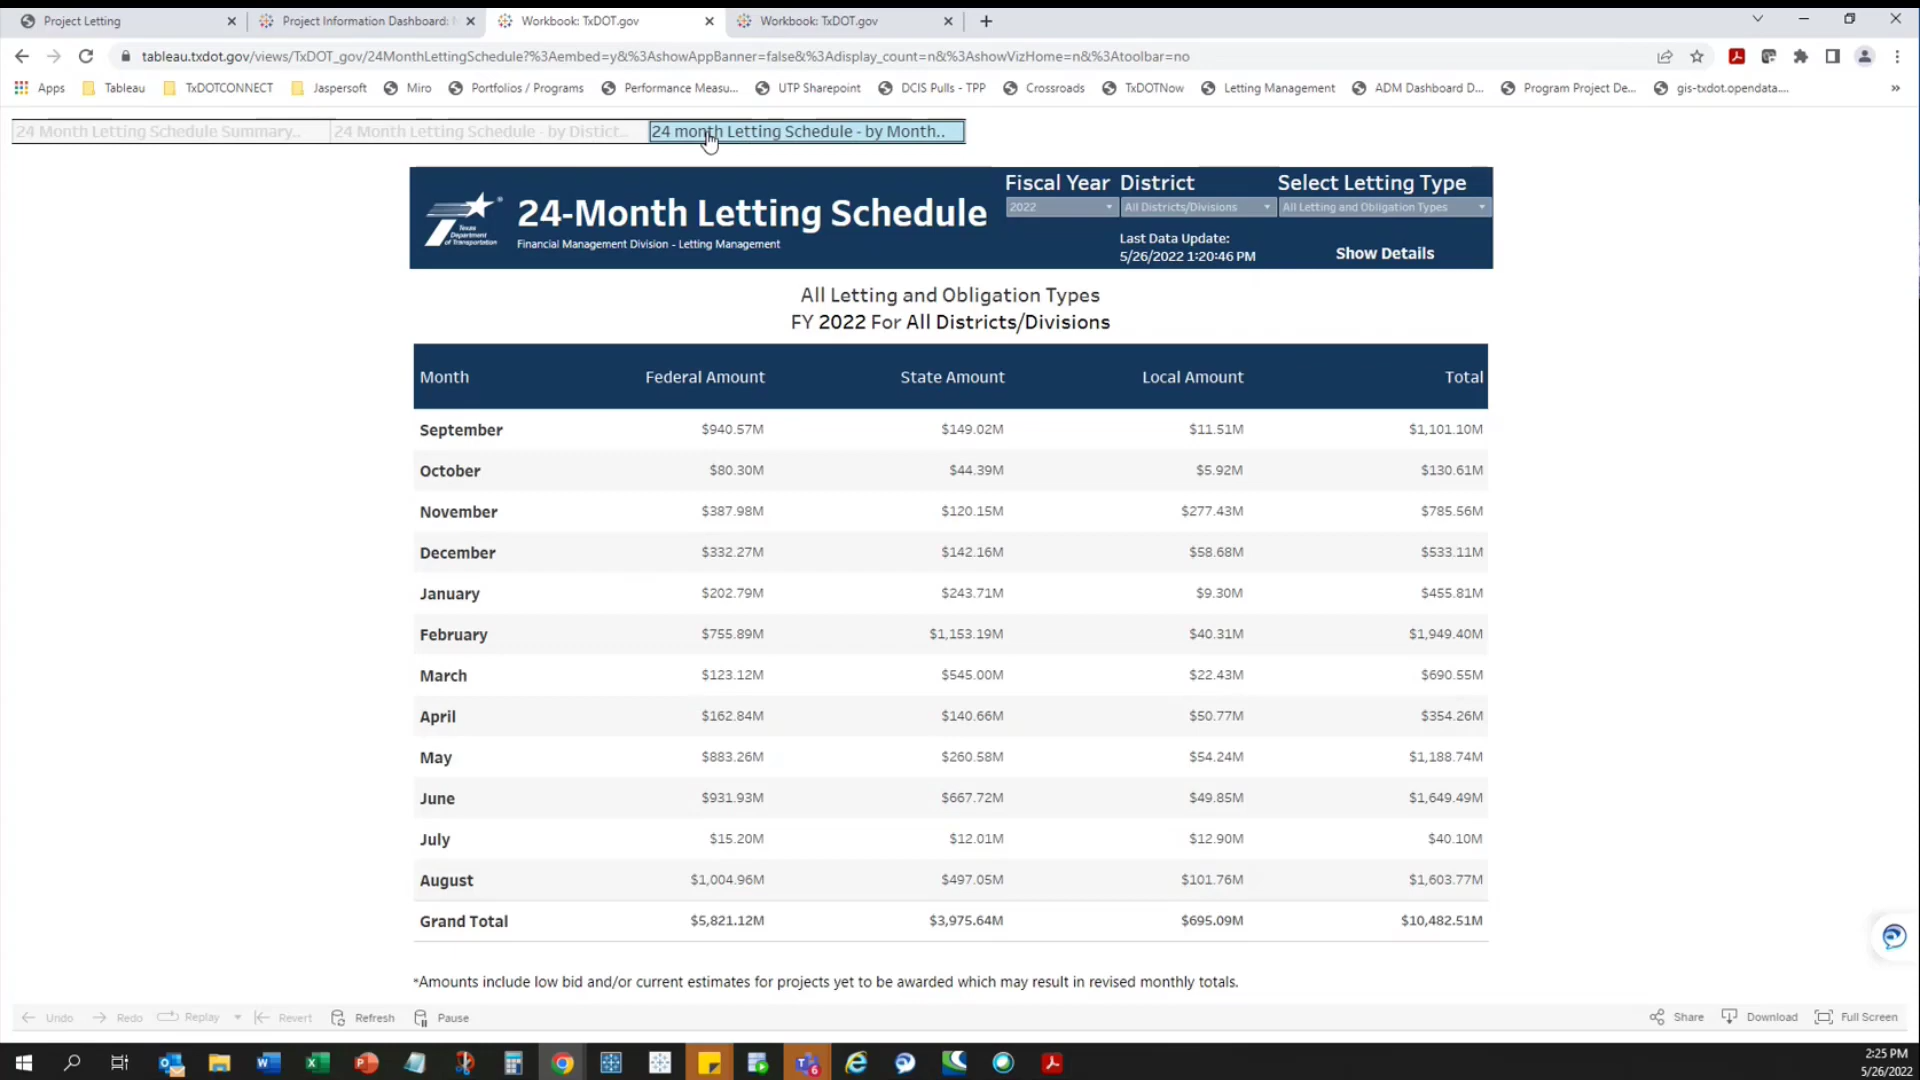 Project Letting
Project Information Dashboard:
Workbook: TxDOT.gov
Workbook: TxDOT.gov
tableau.txdot.gov/views/TxDOT_gov/24MonthLettingSchedule?%3Aembed=y&%3AshowAppBanner=false&%3Adisplay_count=n&%3AshowVizHome=n&%3Atoolbar=no
Apps Tableau TxDOTCONNECT Jaspersoft Miro Portfolios / Programs Performance Measu... UTP Sharepoint DCIS Pulls - TPP Crossroads TxDOTNow Letting Management ADM Dashboard D... Program Project De... gis-txdot.opendata.... »
24 Month Letting Schedule Summary.. 24 Month Letting Schedule - by Distict.. 24 month Letting Schedule - by Month..
Texas
Department
of Transportation
24-Month Letting Schedule
Financial Management Division - Letting Management
Fiscal Year District Select Letting Type
2022 All Districts/Divisions All Letting and Obligation Types
Last Data Update:
5/26/2022 1:20:46 PM
Show Details
All Letting and Obligation Types
FY 2022 For All Districts/Divisions
Month Federal Amount State Amount Local Amount Total
September $940.57M $149.02M $11.51M $1,101.10M
October $80.30M $44.39M $5.92M $130.61M
November $387.98M $120.15M $277.43M $785.56M
December $332.27M $142.16M $58.68M $533.11M
January $202.79M $243.71M $9.30M $455.81M
February $755.89M $1,153.19M $40.31M $1,949.40M
March $123.12M $545.00M $22.43M $690.55M
April $162.84M $140.66M $50.77M $354.26M
May $883.26M $260.58M $54.24M $1,188.74M
June $931.93M $667.72M $49.85M $1,649.49M
July $15.20M $12.01M $12.90M $40.10M
August $1,004.96M $497.05M $101.76M $1,603.77M
Grand Total $5,821.12M $3,975.64M $695.09M $10,482.51M
*Amounts include low bid and/or current estimates for projects yet to be awarded which may result in revised monthly totals.
Undo Redo Replay Revert Refresh Pause Share Download Full Screen
2:25 PM
5/26/2022